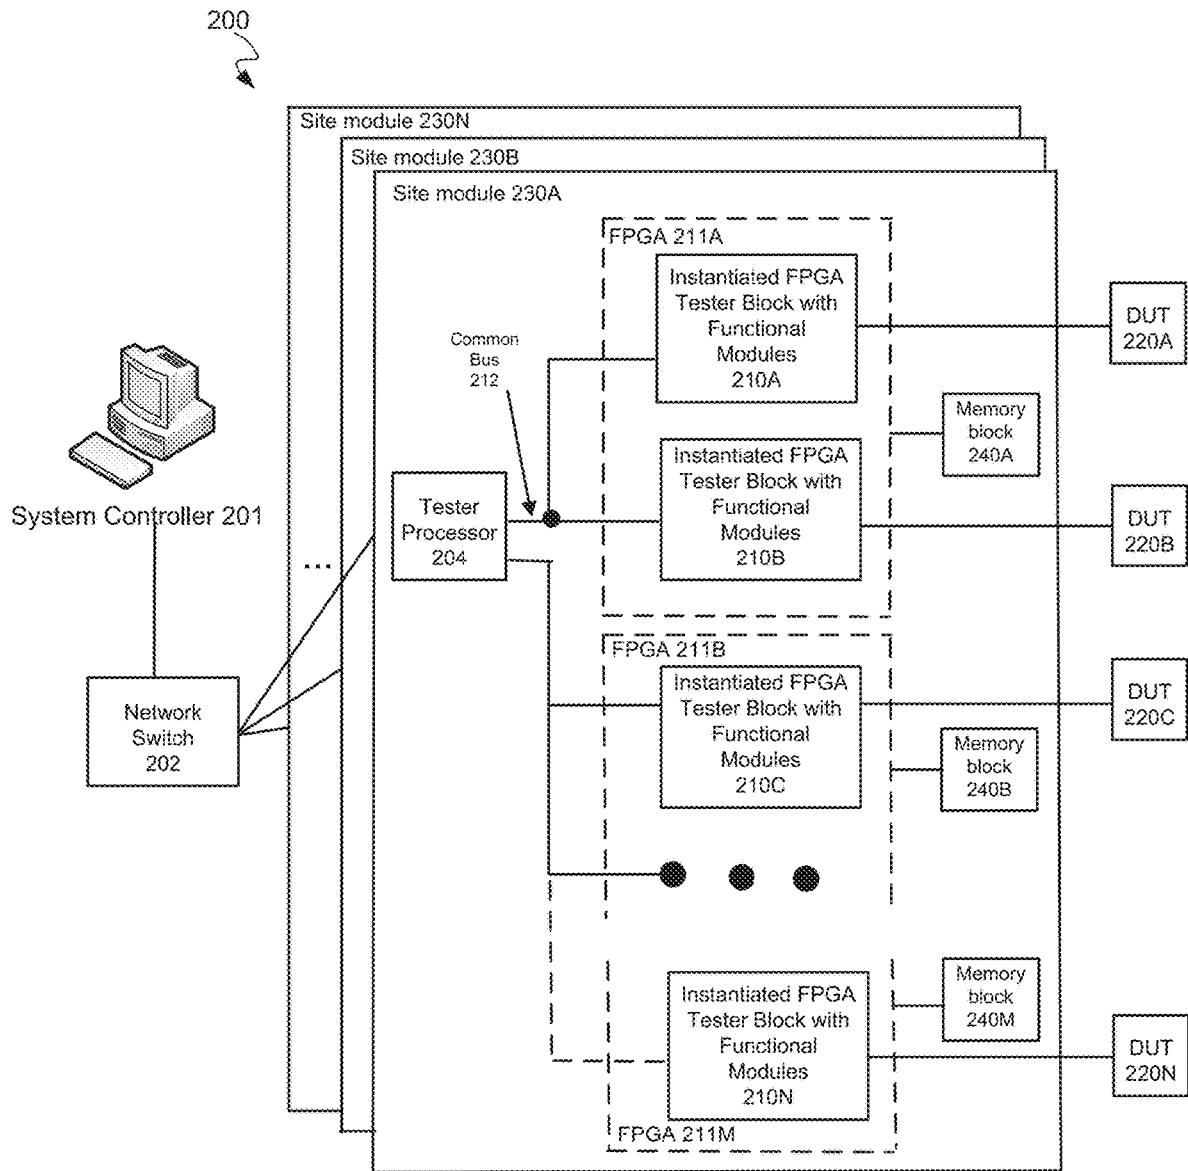 200
Site module 230N
Site module 230B
Site module 230A
FPGA 211A
Instantiated FPGA
Tester Block with
Functional
Modules
210A
DUT
220A
Common
Bus
212
Memory
block
240A
Instantiated FPGA
Tester Block with
Functional
Modules
210B
DUT
220B
System Controller 201
Tester
Processor
204
...
FPGA 211B
Instantiated FPGA
Tester Block with
Functional
Modules
210C
DUT
220C
Network
Switch
202
Memory
block
240B
Memory
block
240M
Instantiated FPGA
Tester Block with
Functional
Modules
210N
DUT
220N
FPGA 211M